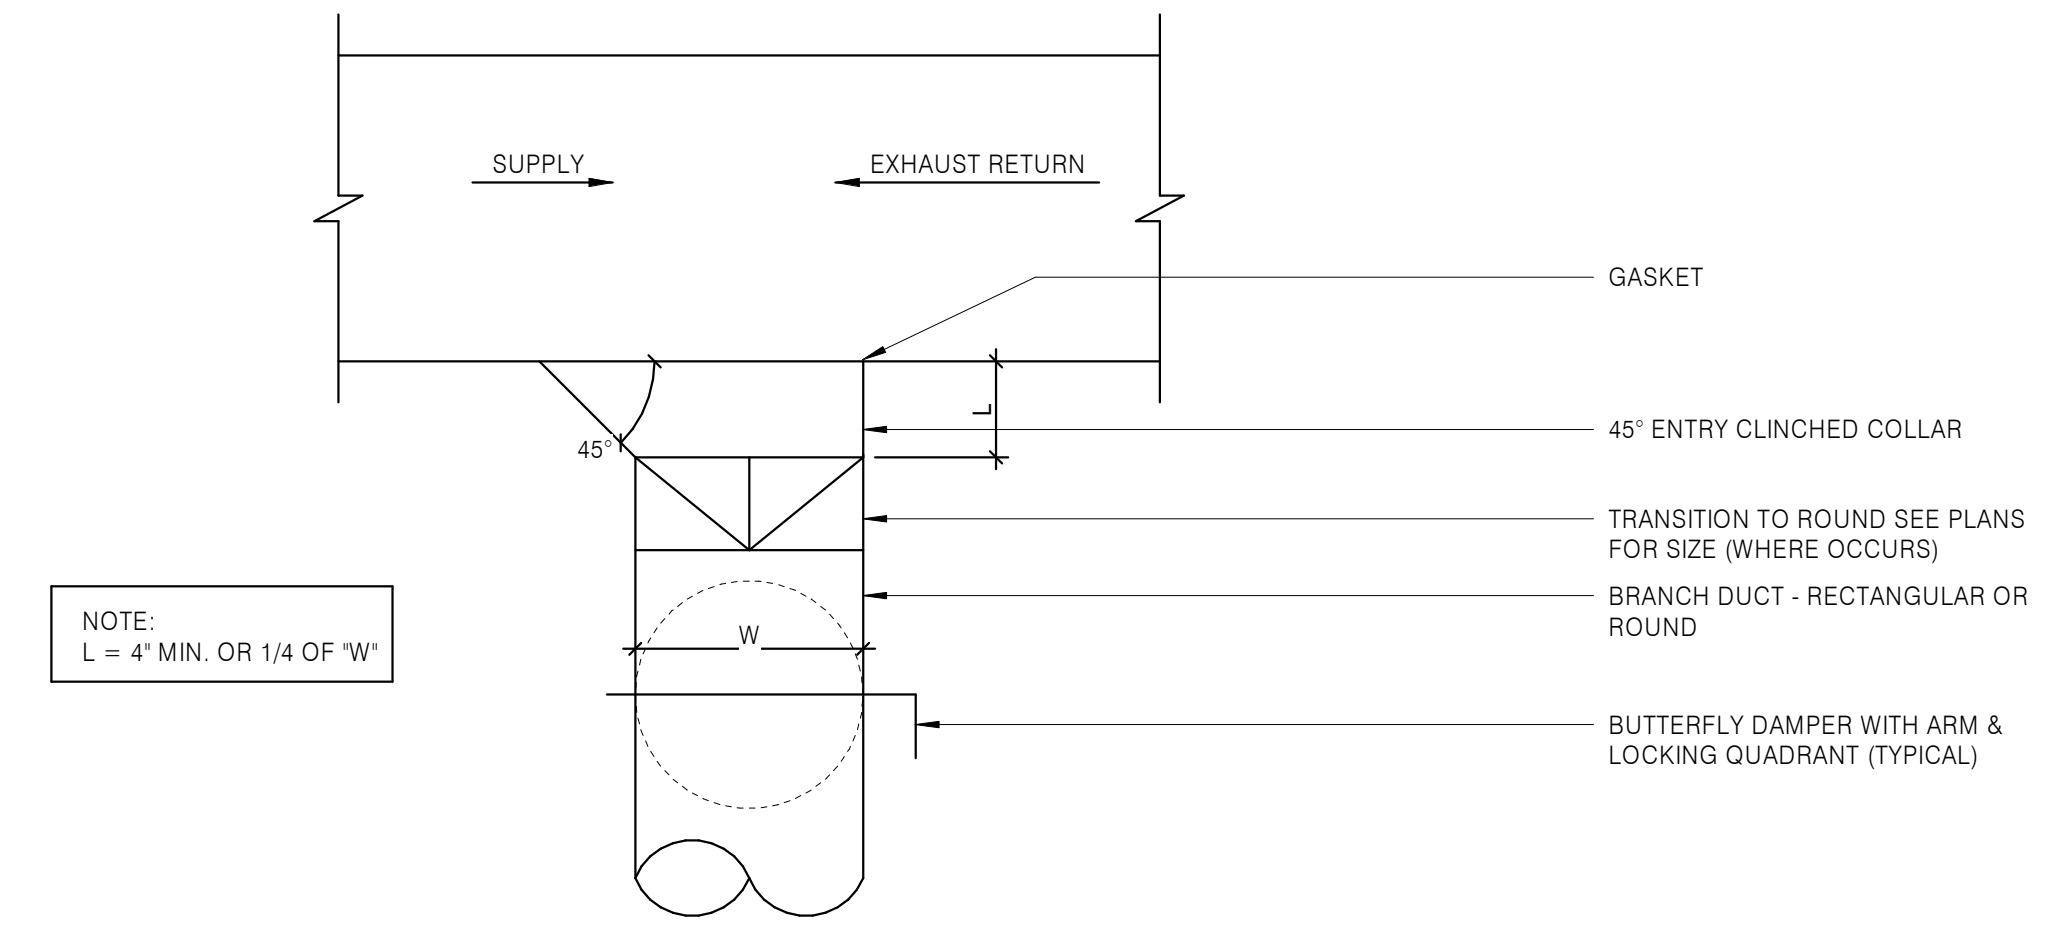 SUPPLY
EXHAUST RETURN
GASKET
L
45° ENTRY CLINCHED COLLAR
45°
TRANSITION TO ROUND SEE PLANS
FOR SIZE (WHERE OCCURS)
BRANCH DUCT - RECTANGULAR OR
ROUND
NOTE:
L = 4" MIN. OR 1/4 OF "W"
W
BUTTERFLY DAMPER WITH ARM &
LOCKING QUADRANT (TYPICAL)